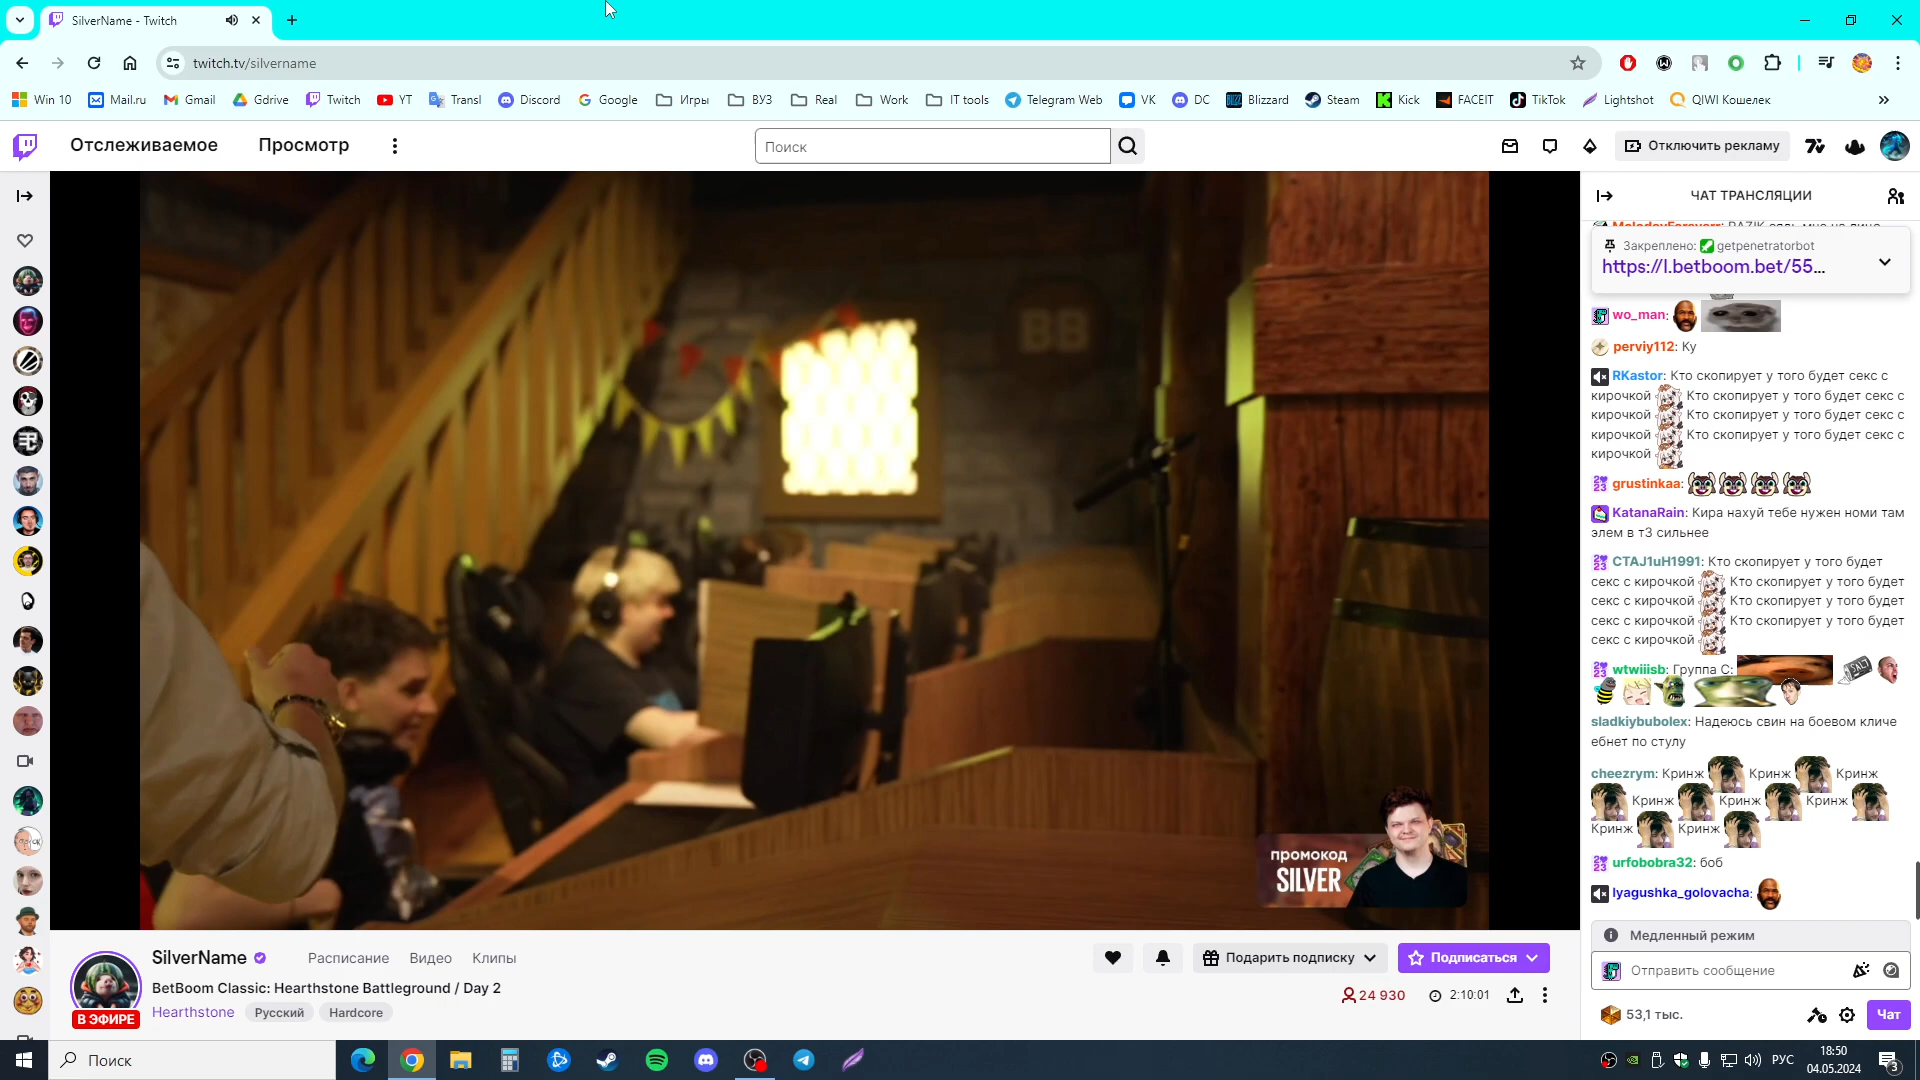 SilverName - Twitch
twitch.tv/silvername
Win 10
Mail.ru
Gmail
Gdrive
Twitch
YT
Transl
Discord
Google
Игры
ВУЗ
Real
Work
IT tools
Telegram Web
VK
DC
Blizzard
Steam
Kick
FACEIT
TikTok
Lightshot
QIWI Кошелек
Отслеживаемое
Просмотр
Поиск
Отключить рекламу
BB
промокод
SILVER
ЧАТ ТРАНСЛЯЦИИ
Закреплено: getpenetratorbot
https://l.betboom.bet/55...
wo_man:
perviy112: Ку
RKastor: Кто скопирует у того будет секс с
кирочкой Кто скопирует у того будет секс с
кирочкой Кто скопирует у того будет секс с
кирочкой Кто скопирует у того будет секс с
кирочкой
grustinkaa:
KatanaRain: Кира нахуй тебе нужен номи там
элем в т3 сильнее
CTAJ1uH1991: Кто скопирует у того будет
секс с кирочкой Кто скопирует у того будет
секс с кирочкой Кто скопирует у того будет
секс с кирочкой Кто скопирует у того будет
секс с кирочкой
wtwiiisb: Группа С:
SALT
sladkiybubolex: Надеюсь свин на боевом кличе
ебнет по стулу
cheezrym: Кринж Кринж Кринж
Кринж Кринж Кринж
Кринж Кринж
urfobobra32: боб
lyagushka_golovacha:
Медленный режим
Отправить сообщение
53,1 тыс.
Чат
SilverName
Расписание
Видео
Клипы
BetBoom Classic: Hearthstone Battleground / Day 2
Hearthstone
Русский
Hardcore
В ЭФИРЕ
Подарить подписку
Подписаться
24 930
2:10:01
Поиск
РУС
18:50
04.05.2024
3